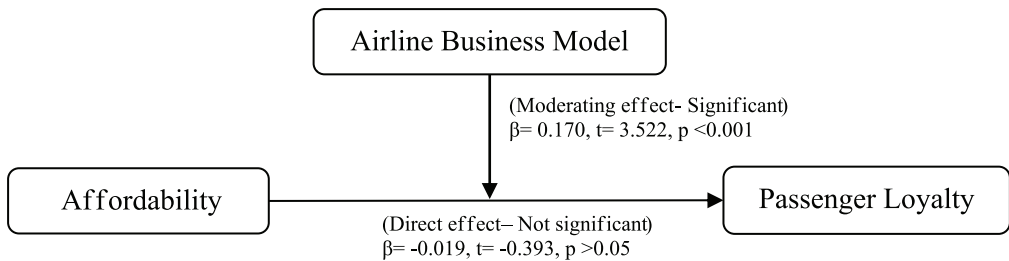 Airline Business Model
(Moderating effect- Significant)
β= 0.170, t= 3.522, p <0.001
Affordability
Passenger Loyalty
(Direct effect– Not significant)
β= -0.019, t= -0.393, p >0.05